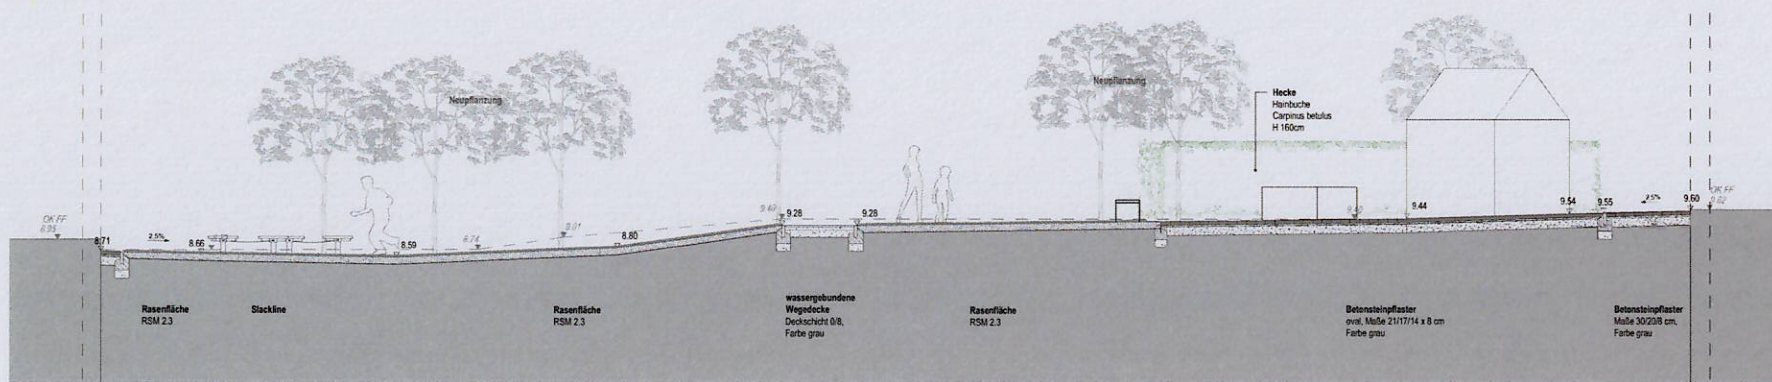 Neupflanzung
Neupflanzung
Hecke
Hainbuche
Carpinus betulus
H 160cm
OK FF
8.95
8.71
2.5%
8.66
8.59
8.74
9.01
8.80
9.49
9.28
9.28
9.44
9.54
9.55
2.5%
9.60
OK FF
9.62
Rasenfläche
RSM 2.3
Slackline
Rasenfläche
RSM 2.3
wassergebundene
Wegedecke
Deckschicht 0/8,
Farbe grau
Rasenfläche
RSM 2.3
Betonsteinpflaster
oval, Maße 21/17/14 x 8 cm
Farbe grau
Betonsteinpflaster
Maße 30/20/8 cm,
Farbe grau